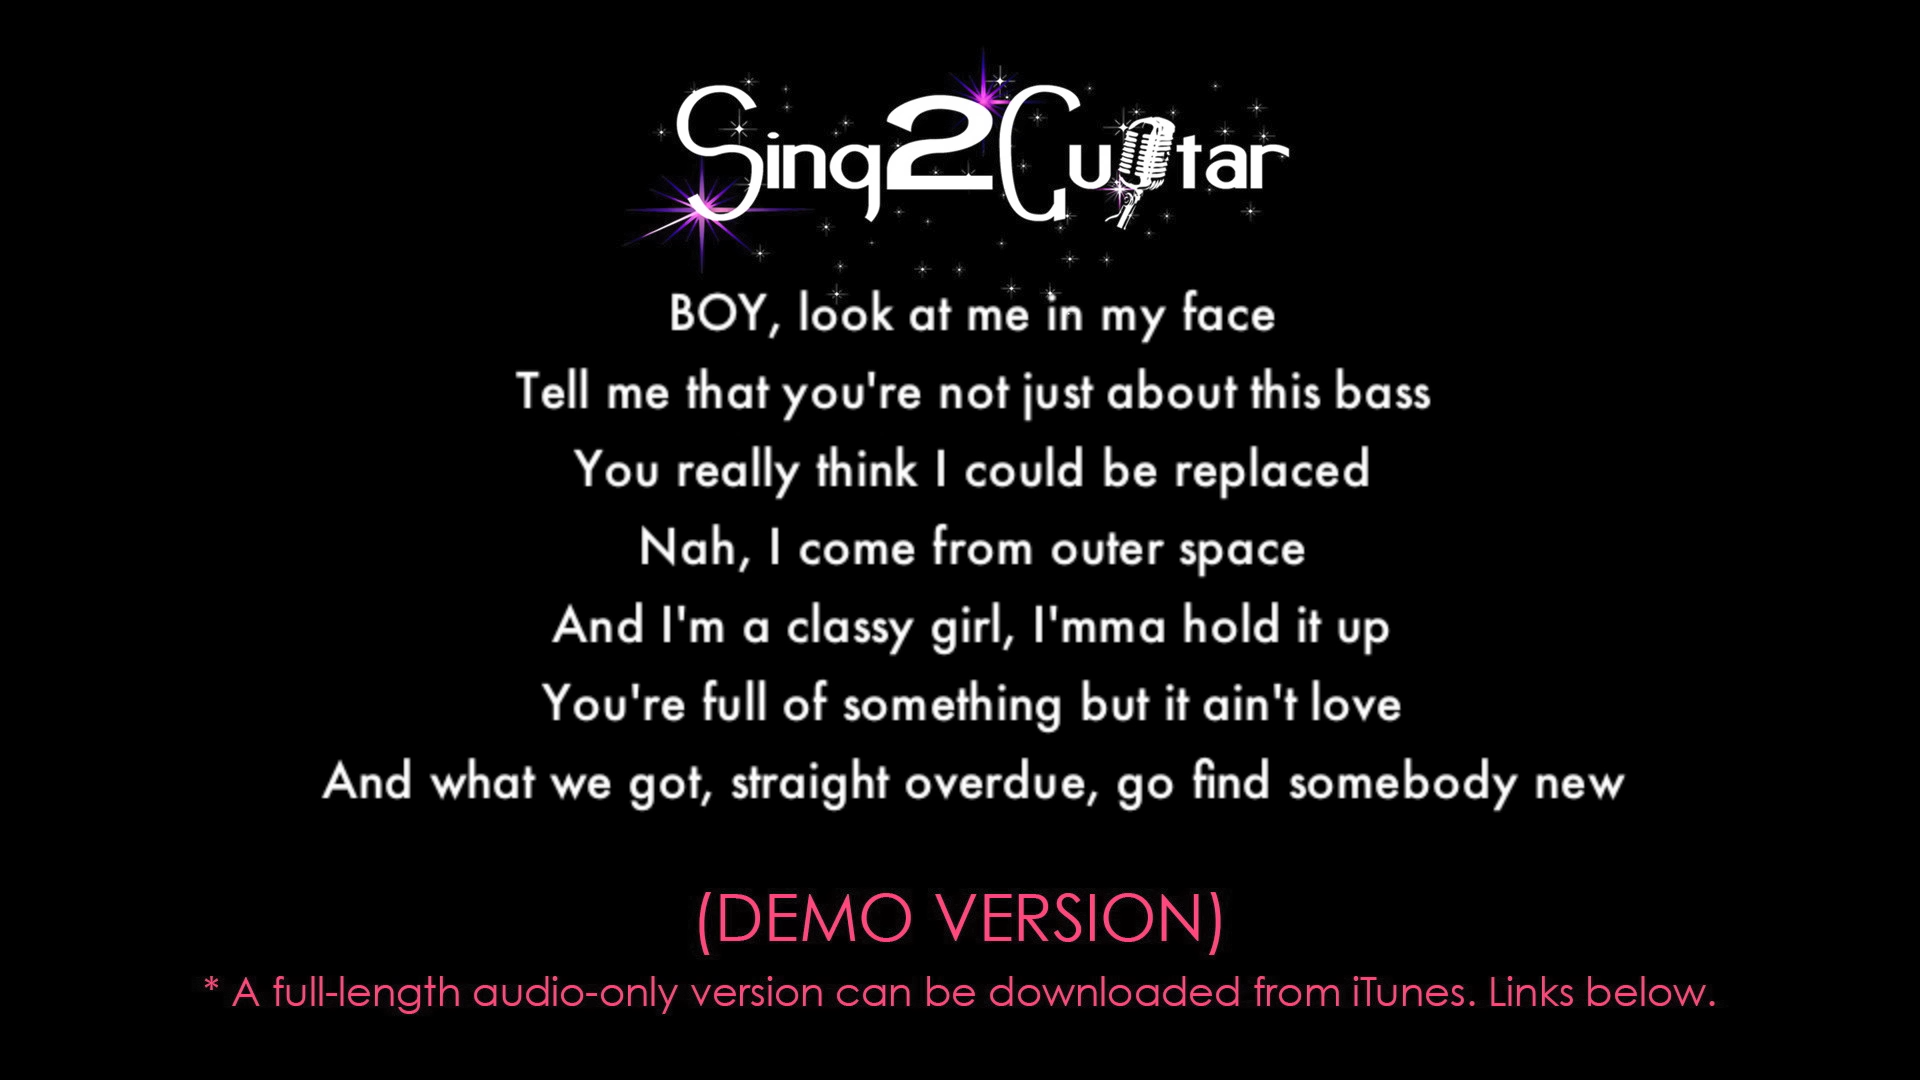 Sing2Guitar
BOY, look at me in my face
Tell me that you're not just about this bass
You really think I could be replaced
Nah, I come from outer space
And I'm a classy girl, I'mma hold it up
You're full of something but it ain't love
And what we got, straight overdue, go find somebody new
(DEMO VERSION)
* A full-length audio-only version can be downloaded from iTunes. Links below.